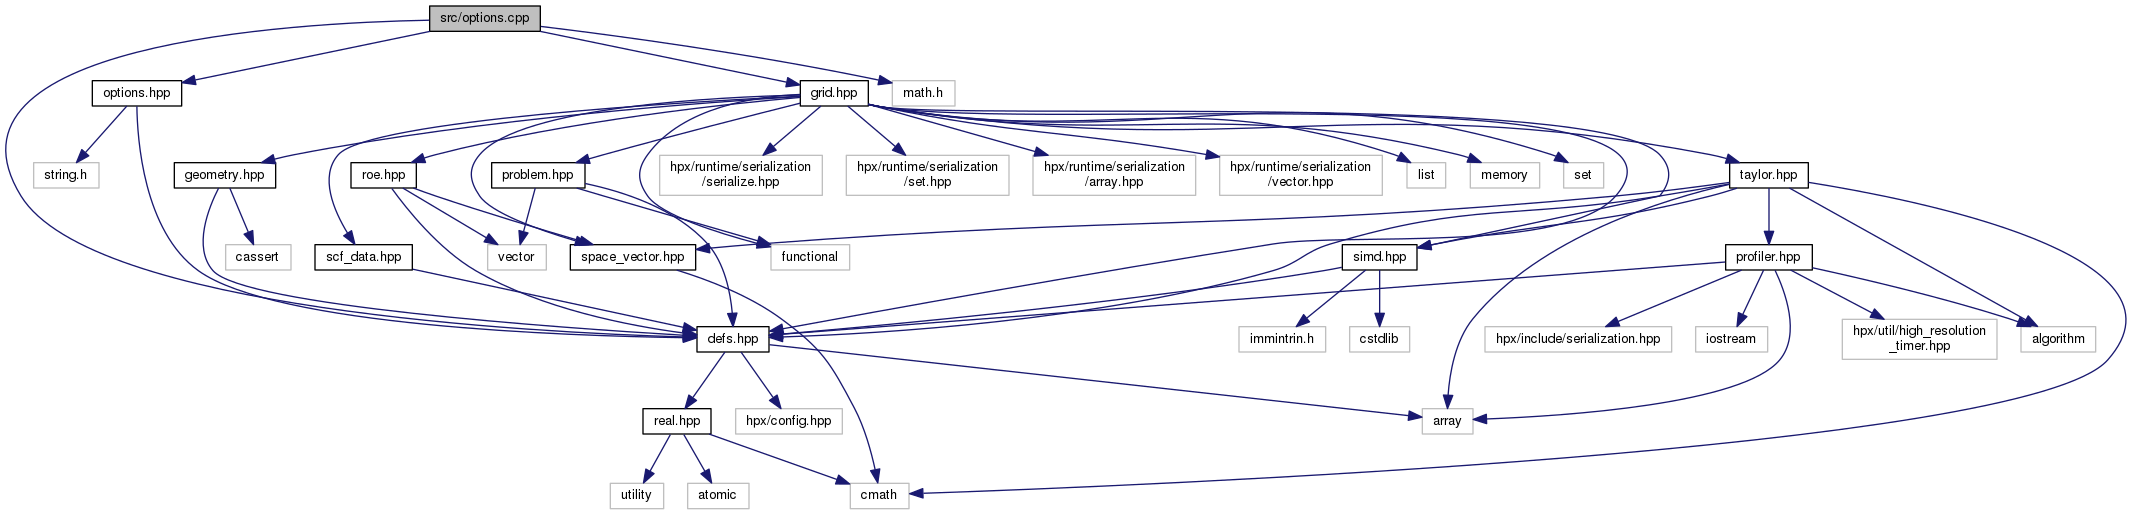 src/options.cpp
options.hpp
grid.hpp
math.h
string.h
geometry.hpp
roe.hpp
problem.hpp
hpx/runtime/serialization
/serialize.hpp
hpx/runtime/serialization
/set.hpp
hpx/runtime/serialization
/array.hpp
hpx/runtime/serialization
/vector.hpp
list
memory
set
taylor.hpp
cassert
scf_data.hpp
vector
space_vector.hpp
functional
simd.hpp
profiler.hpp
defs.hpp
immintrin.h
cstdlib
hpx/include/serialization.hpp
iostream
hpx/util/high_resolution
_timer.hpp
algorithm
real.hpp
hpx/config.hpp
array
utility
atomic
cmath